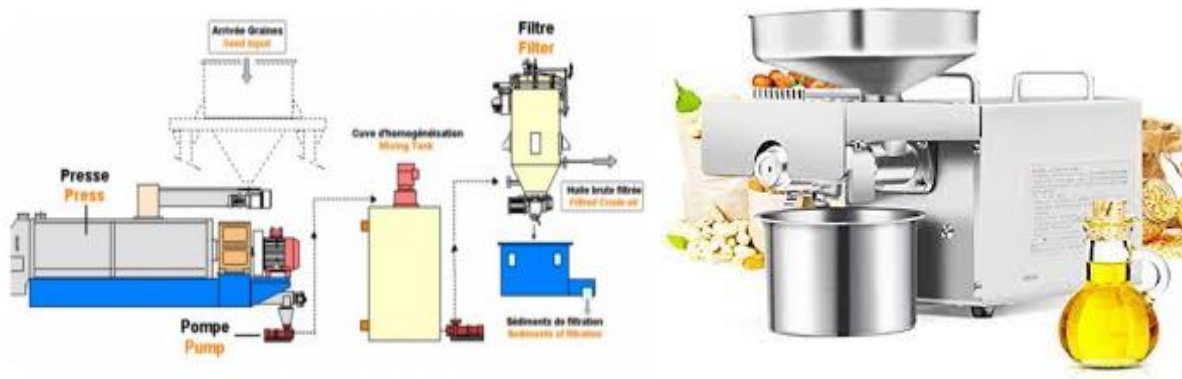 Arrivée Graines
Seed input
Presse
Press
Pompe
Pump
Cuve d'homogénéisation
Mixing Tank
Filtre
Filter
Huile brute filtrée
Filtred Crude oil
Sédiments de filtration
Sediments of filtration